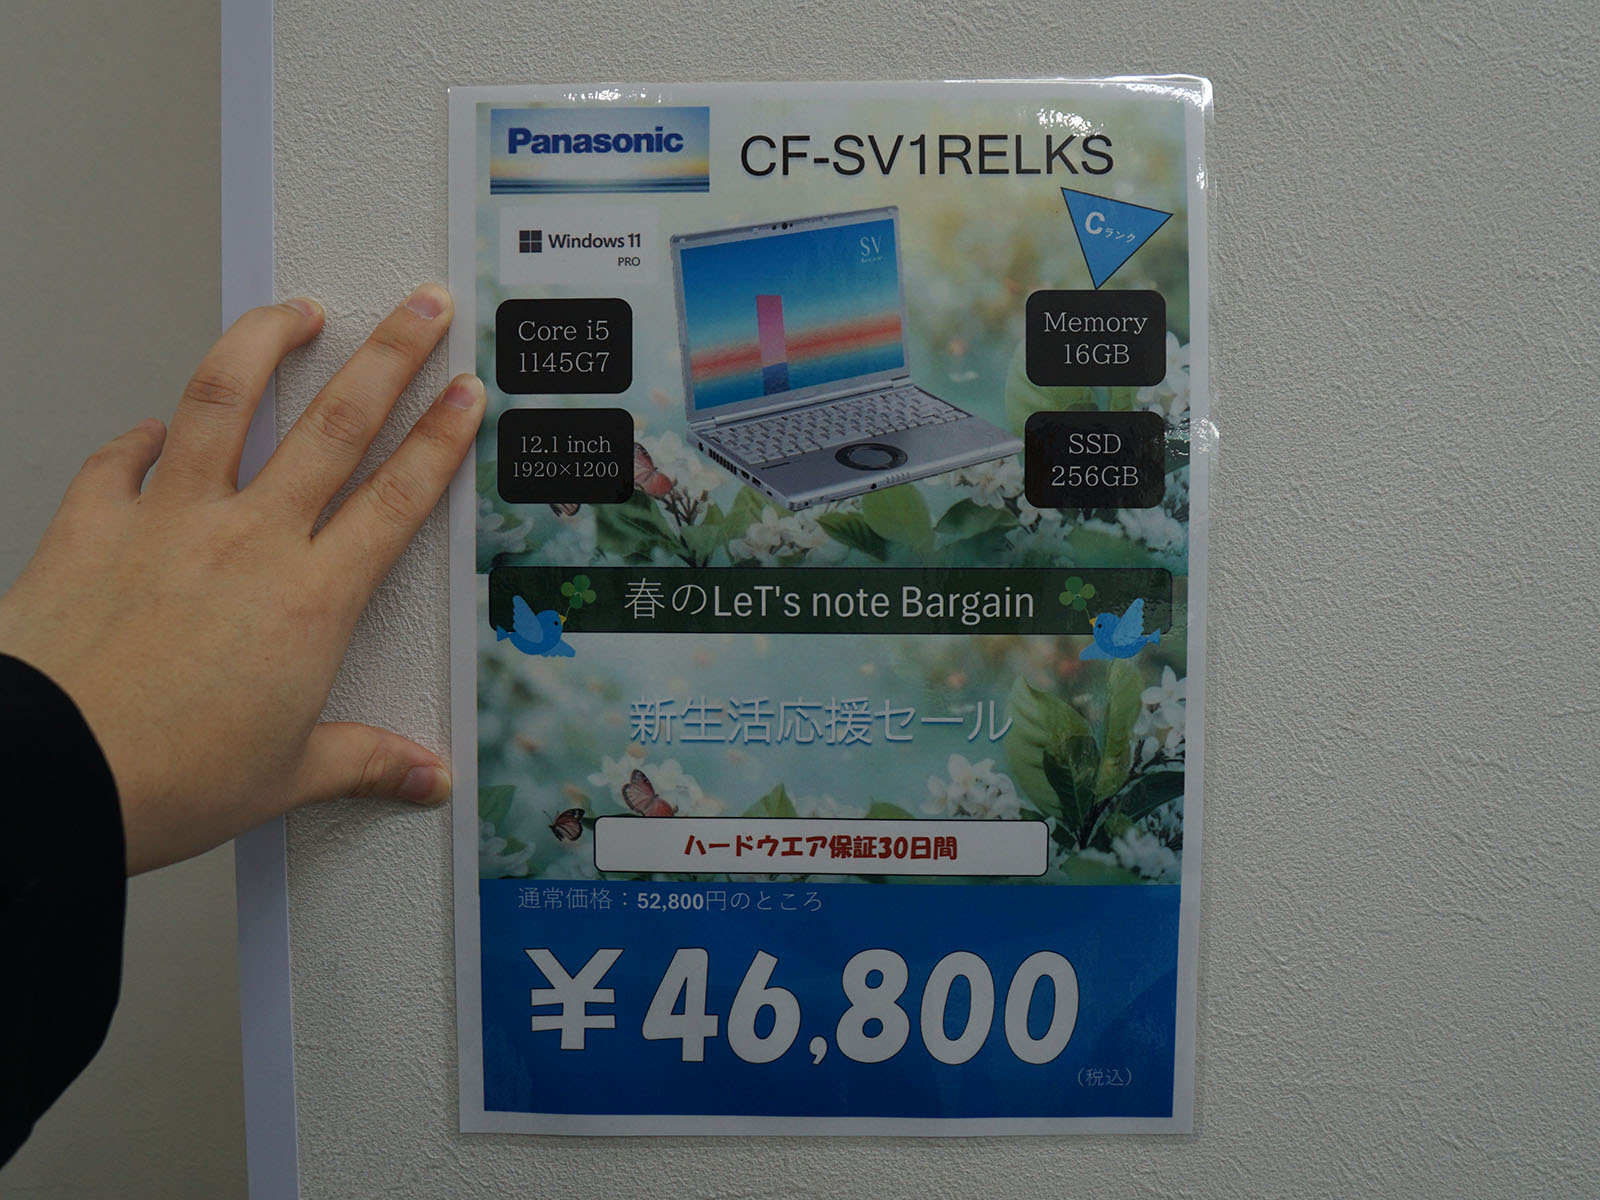 Panasonic
CF-SV1RELKS
Windows 11
PRO
Cランク
SV
Core i5
1145G7
Memory
16GB
12.1 inch
1920×1200
SSD
256GB
春のLeT's note Bargain
新生活応援セール
ハードウエア保証30日間
通常価格：52,800円のところ
￥46,800
(税込)